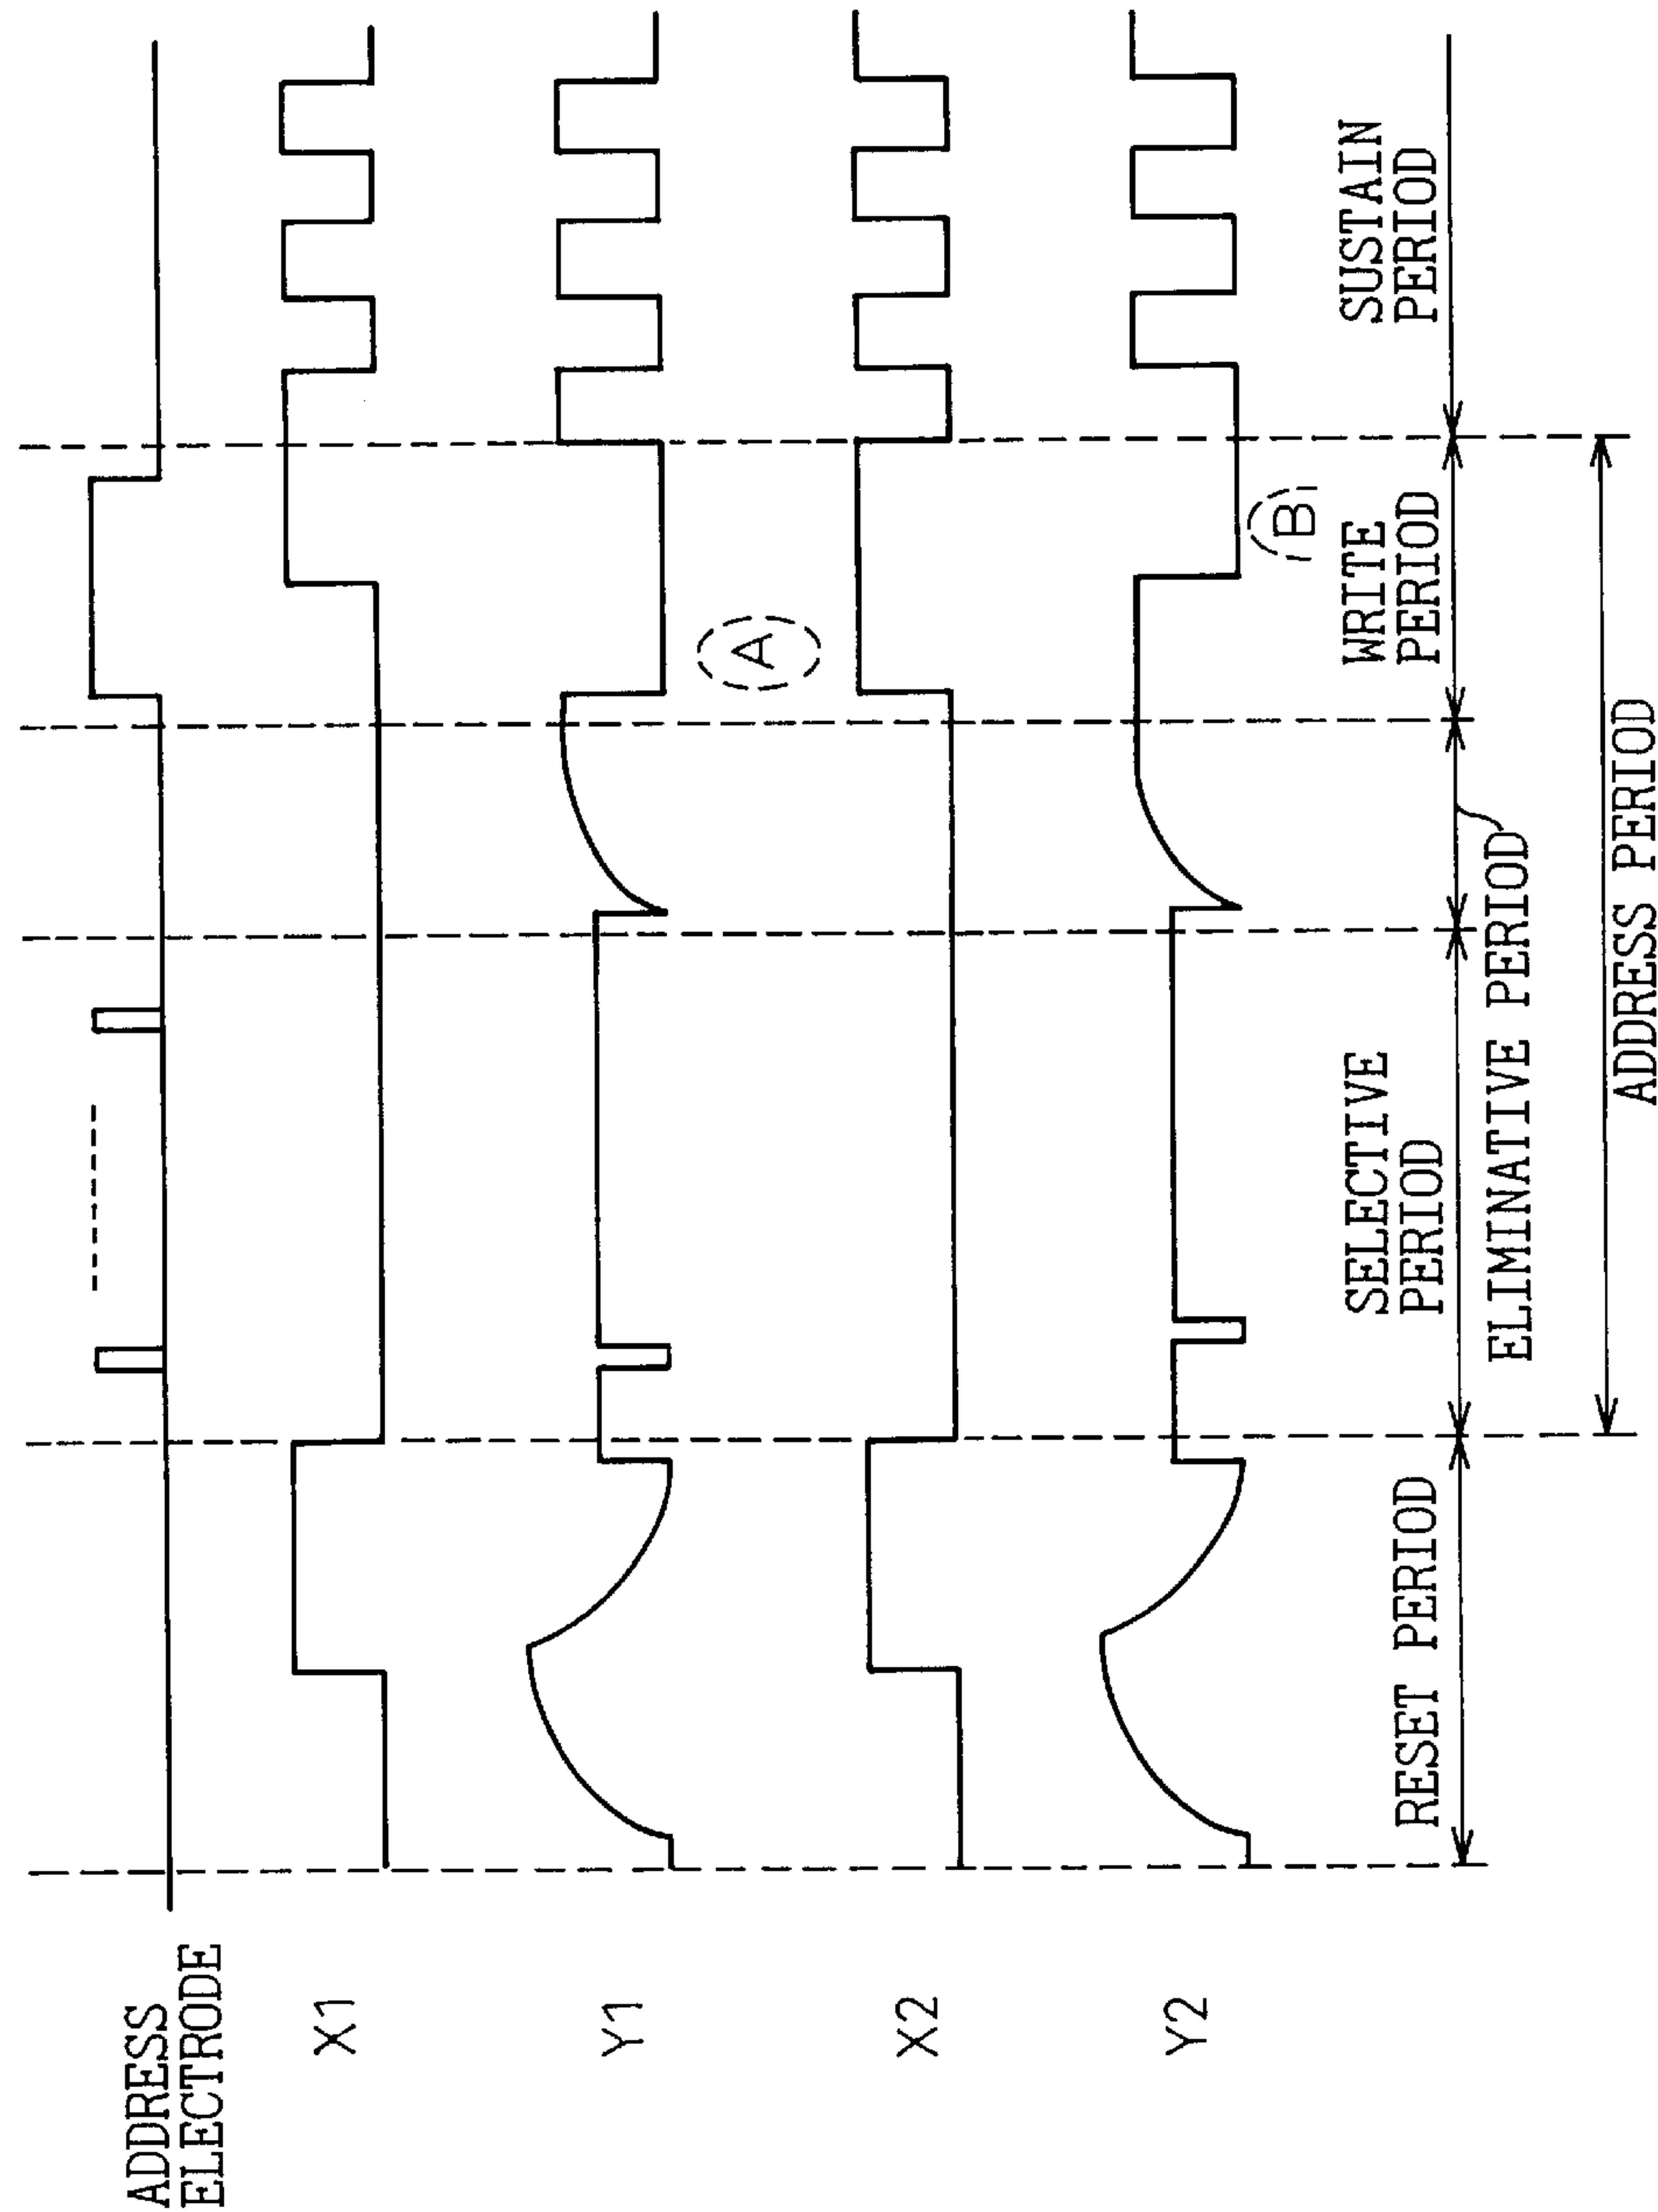 ADDRESS
ELECTRODE
X1
Y1
A
X2
Y2
B
RESET PERIOD
SELECTIVE
PERIOD
WRITE
PERIOD
SUSTAIN
PERIOD
ELIMINATIVE PERIOD
ADDRESS PERIOD